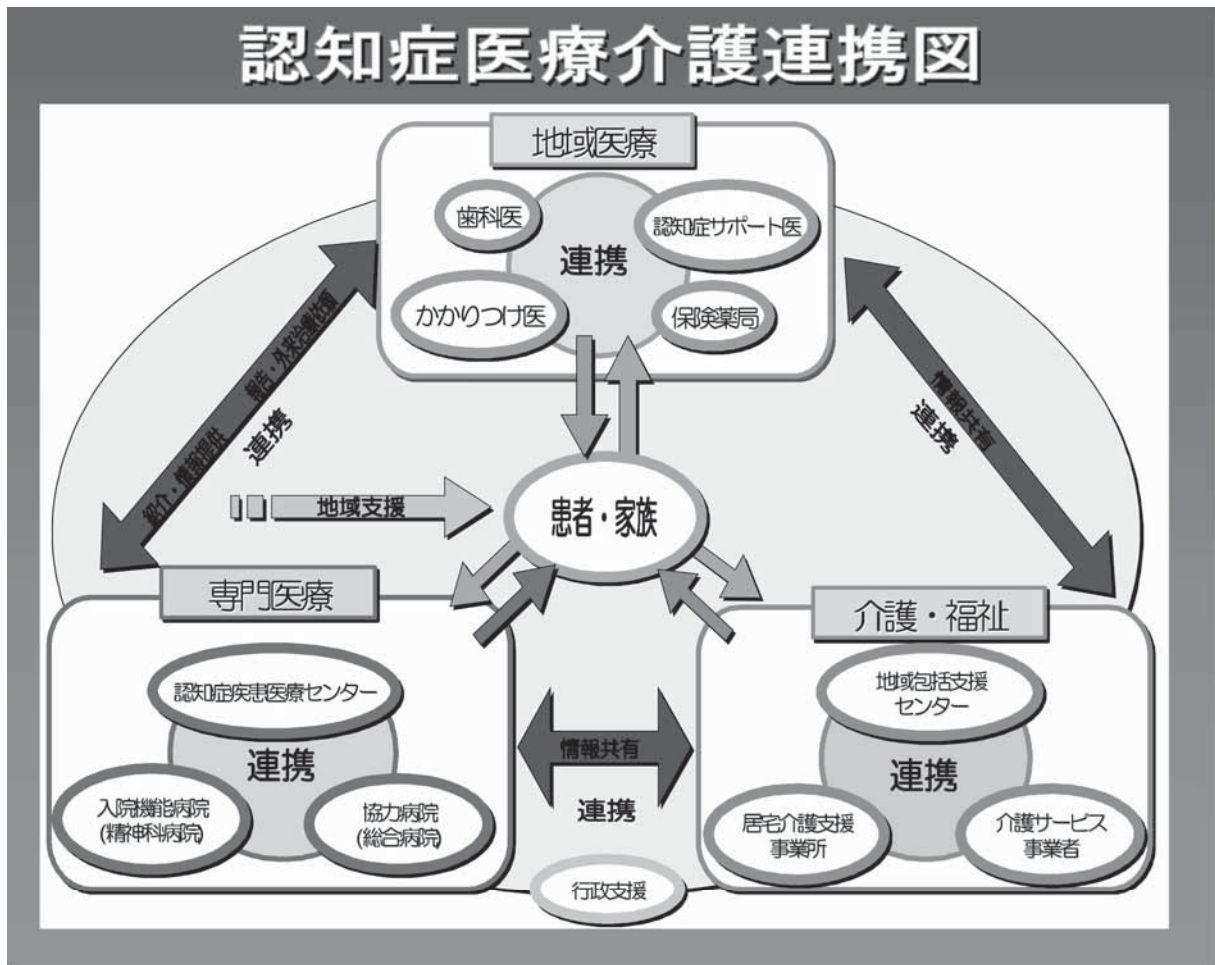 認知症医療介護連携図
地域医療
歯科医
認知症サポート医
連携
かかりつけ医
保険薬局
報告・外来治療依頼
紹介・情報提供
連携
情報共有
連携
地域支援
患者・家族
専門医療
認知症疾患医療センター
連携
入院機能病院
(精神科病院)
協力病院
(総合病院)
情報共有
連携
介護・福祉
地域包括支援
センター
連携
居宅介護支援
事業所
介護サービス
事業者
行政支援